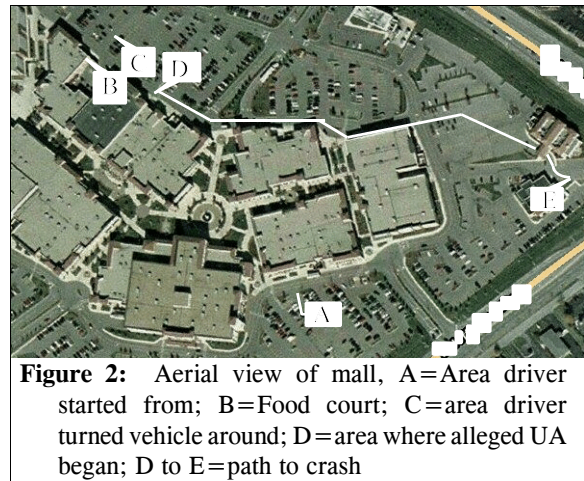 C
D
B
E
A
Figure 2: Aerial view of mall, A=Area driver
started from; B=Food court; C=area driver
turned vehicle around; D=area where alleged UA
began; D to E=path to crash